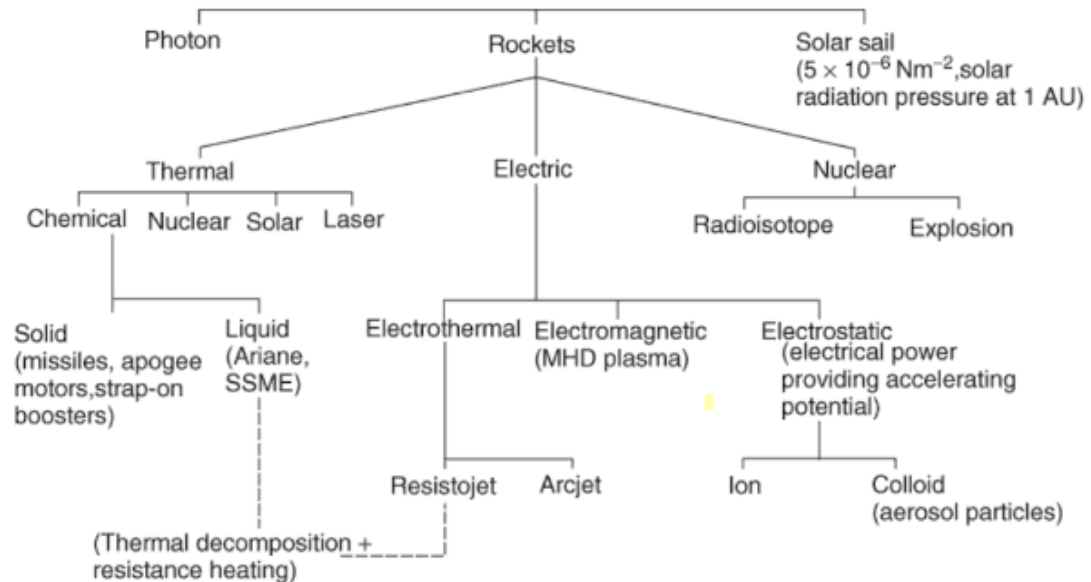 Photon
Rockets
Solar sail
(5 × 10⁻⁶ Nm⁻²,solar
radiation pressure at 1 AU)
Thermal
Electric
Nuclear
Chemical
Nuclear
Solar
Laser
Radioisotope
Explosion
Solid
(missiles, apogee
motors,strap-on
boosters)
Liquid
(Ariane,
SSME)
Electrothermal
Electromagnetic
(MHD plasma)
Electrostatic
(electrical power
providing accelerating
potential)
Resistojet
Arcjet
Ion
Colloid
(aerosol particles)
(Thermal decomposition +
resistance heating)